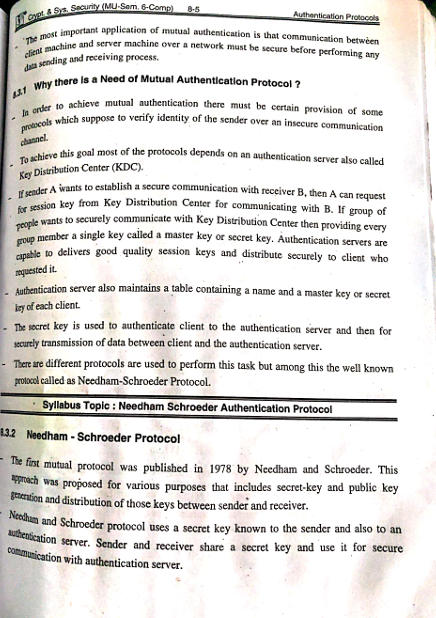 Crypt. & Sys. Security (MU-Sem. 6-Comp) 8-5 Authentication Protocols
- The most important application of mutual authentication is that communication between
client machine and server machine over a network must be secure before performing any
data sending and receiving process.
8.3.1 Why there is a Need of Mutual Authentication Protocol ?
- In order to achieve mutual authentication there must be certain provision of some
protocols which suppose to verify identity of the sender over an insecure communication
channel.
- To achieve this goal most of the protocols depends on an authentication server also called
Key Distribution Center (KDC).
- If sender A wants to establish a secure communication with receiver B, then A can request
for session key from Key Distribution Center for communicating with B. If group of
people wants to securely communicate with Key Distribution Center then providing every
group member a single key called a master key or secret key. Authentication servers are
capable to delivers good quality session keys and distribute securely to client who
requested it.
- Authentication server also maintains a table containing a name and a master key or secret
key of each client.
- The secret key is used to authenticate client to the authentication server and then for
securely transmission of data between client and the authentication server.
- There are different protocols are used to perform this task but among this the well known
protocol called as Needham-Schroeder Protocol.
Syllabus Topic : Needham Schroeder Authentication Protocol
8.3.2 Needham - Schroeder Protocol
- The first mutual protocol was published in 1978 by Needham and Schroeder. This
approach was proposed for various purposes that includes secret-key and public key
generation and distribution of those keys between sender and receiver.
- Needham and Schroeder protocol uses a secret key known to the sender and also to an
authentication server. Sender and receiver share a secret key and use it for secure
communication with authentication server.